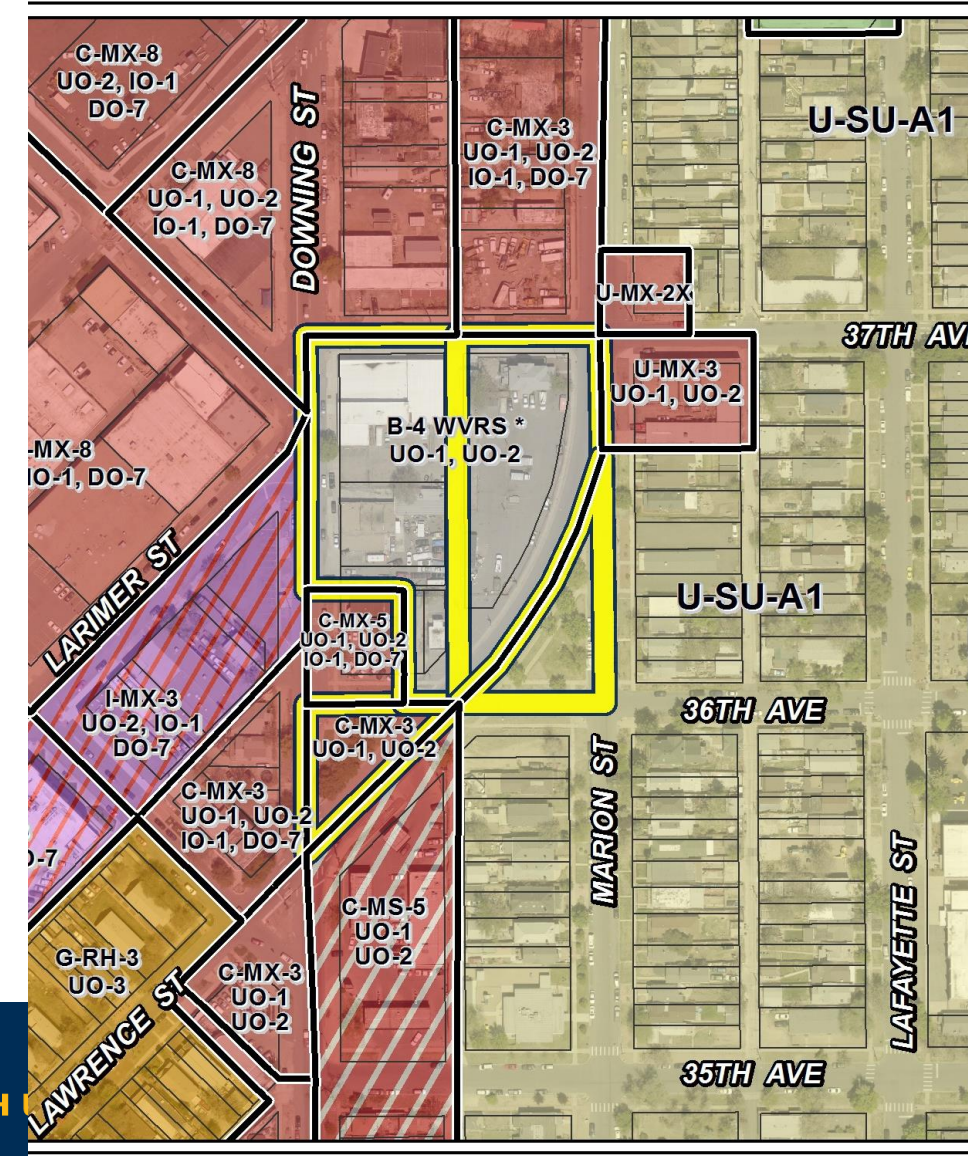 C-MX-8
UO-2, IO-1
DO-7
C-MX-8
UO-1, UO-2
IO-1, DO-7
DOWNING ST
C-MX-3
UO-1, UO-2
IO-1, DO-7
U-SU-A1
U-MX-2X
37TH AV
U-MX-3
UO-1, UO-2
B-4 WVRS *
UO-1, UO-2
-MX-8
IO-1, DO-7
LARIMER ST
C-MX-5
UO-1, UO-2
IO-1, DO-7
U-SU-A1
I-MX-3
UO-2, IO-1
DO-7
C-MX-3
UO-1, UO-2
36TH AVE
C-MX-3
UO-1, UO-2
IO-1, DO-7
MARION ST
LAFAYETTE ST
-7
C-MS-5
UO-1
UO-2
G-RH-3
UO-3
C-MX-3
UO-1
UO-2
LAWRENCE ST
35TH AVE
H